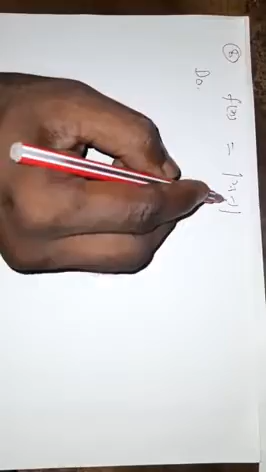 ⑧ f(x) = |x-1|
Do.